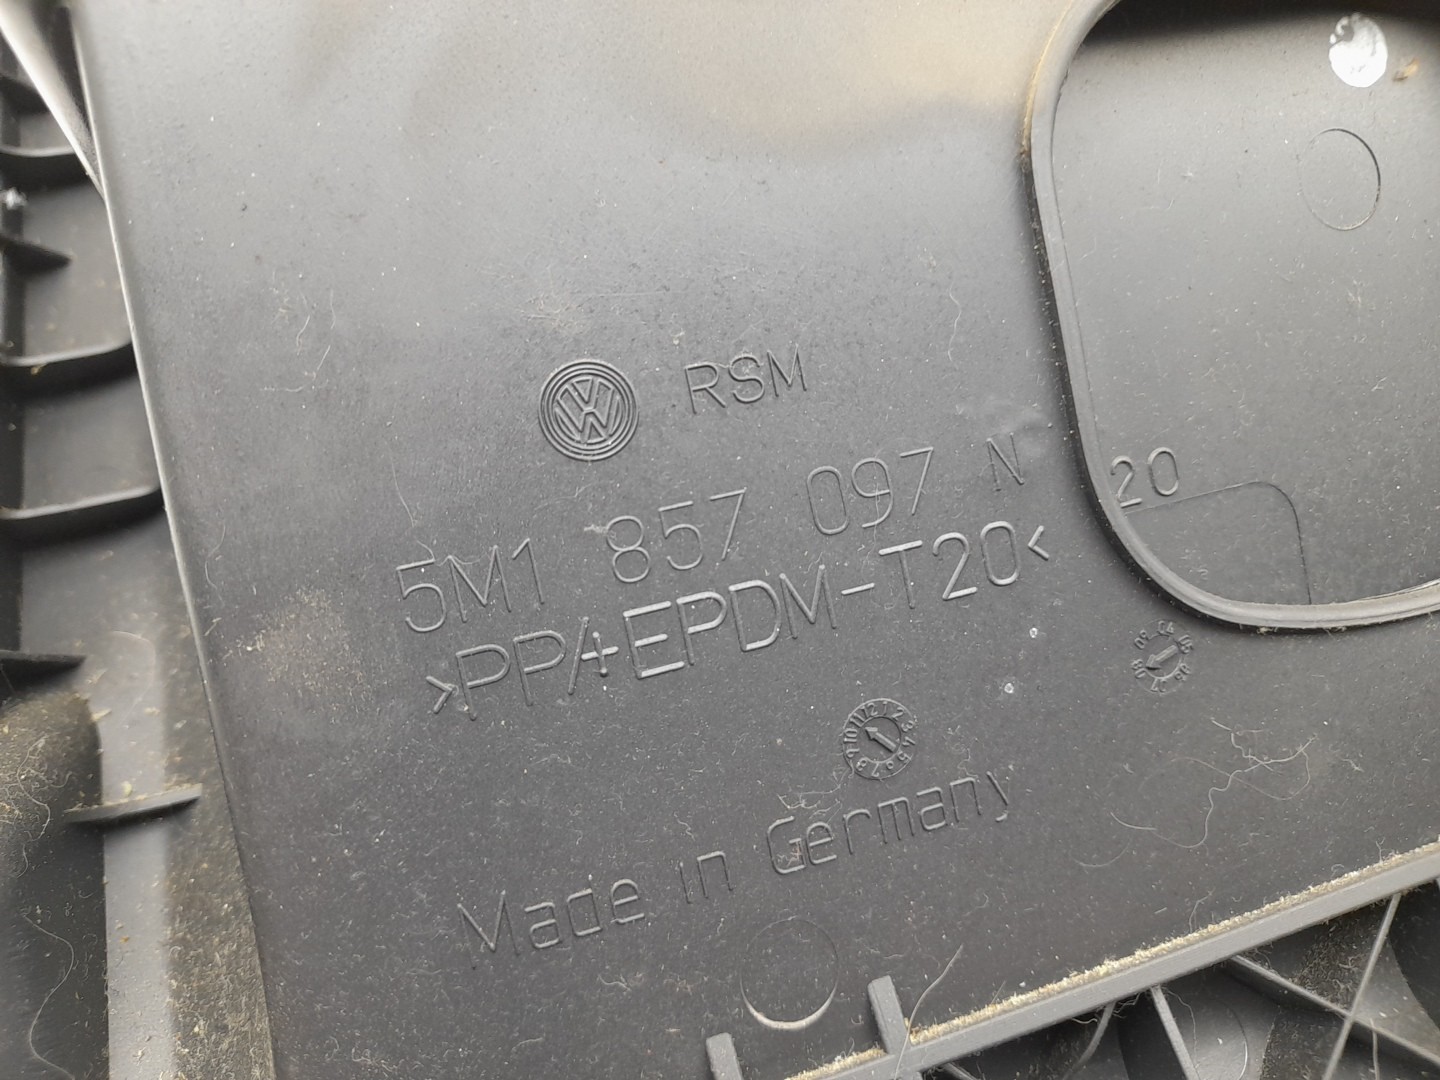 RSM
5M1 857 097 N
20
>PP+EPDM-T20<
Made in Germany